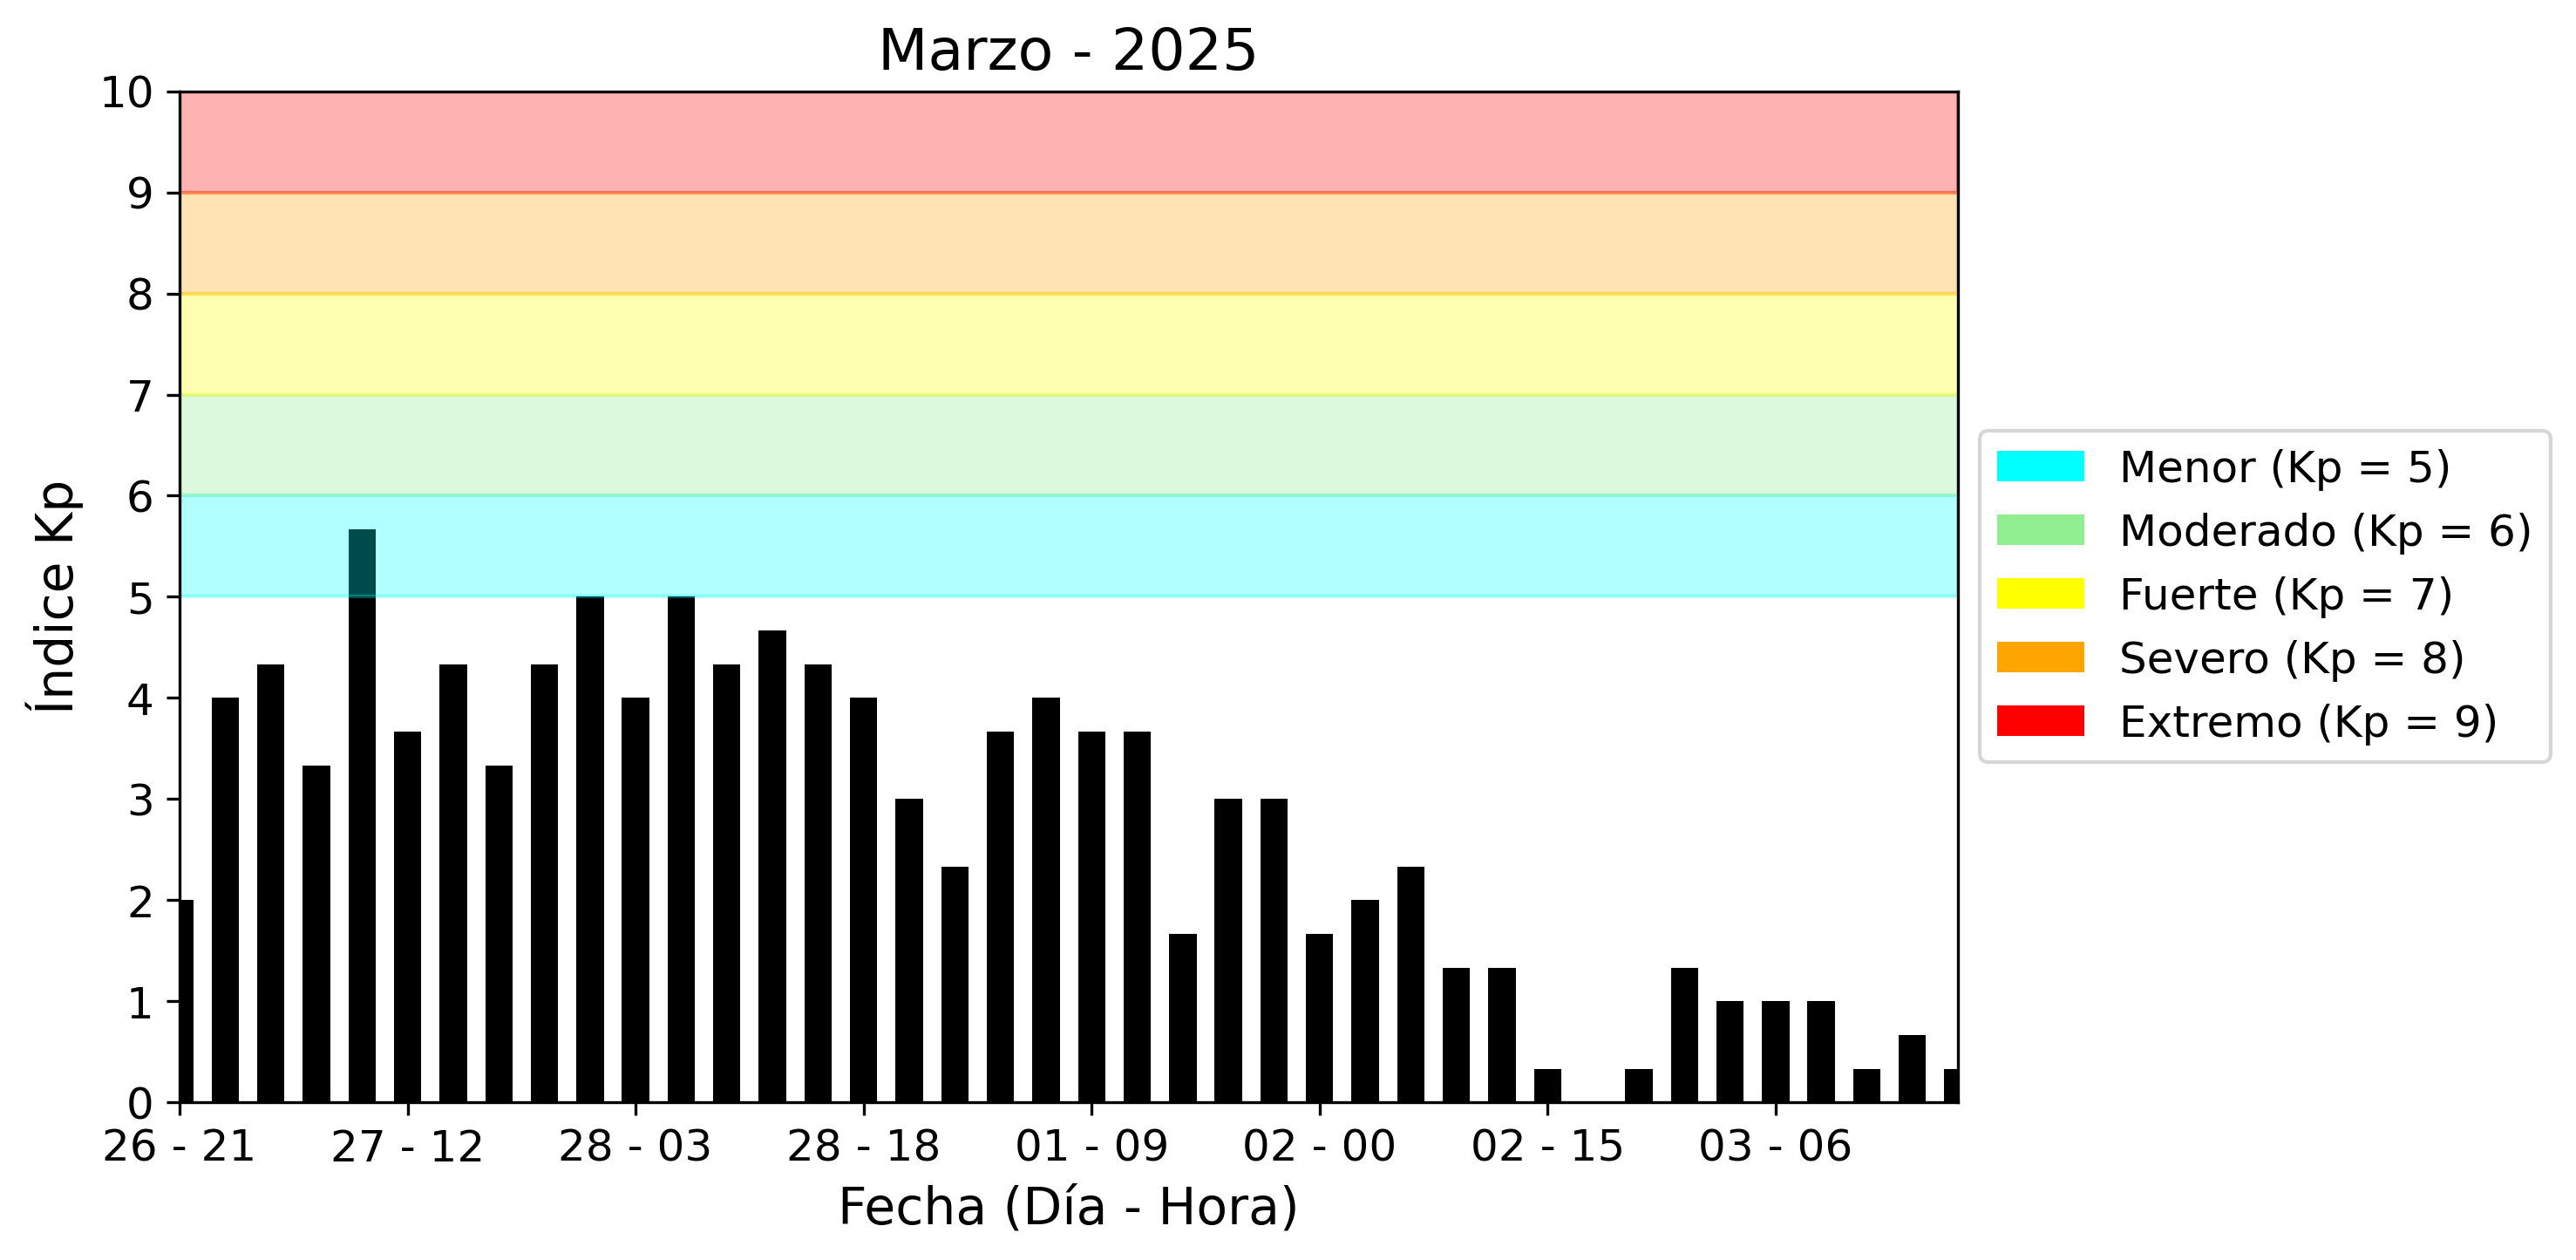 Marzo - 2025
10
9
8
7
6
5
4
3
2
1
0
Índice Kp
26 - 21
27 - 12
28 - 03
28 - 18
01 - 09
02 - 00
02 - 15
03 - 06
Fecha (Día - Hora)
Menor (Kp = 5)
Moderado (Kp = 6)
Fuerte (Kp = 7)
Severo (Kp = 8)
Extremo (Kp = 9)